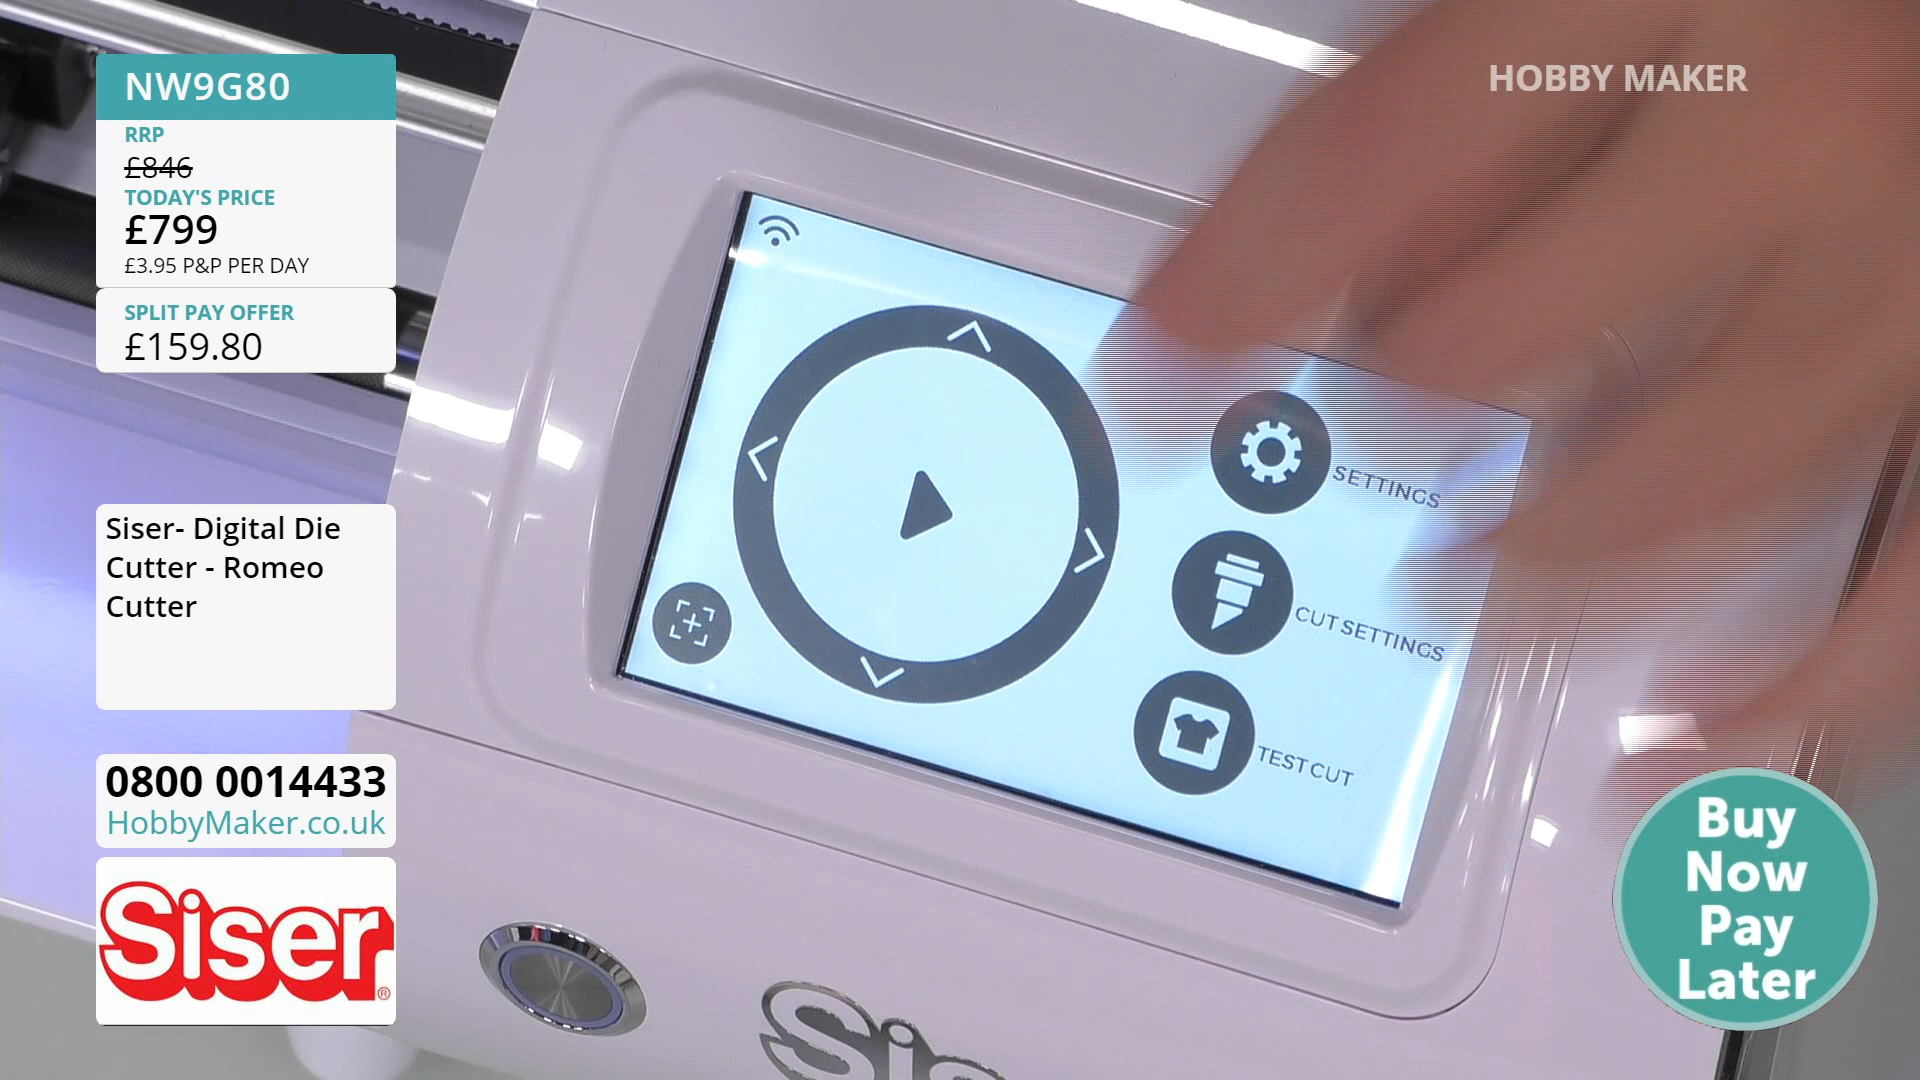 NW9G80
RRP
£846
TODAY'S PRICE
£799
£3.95 P&P PER DAY
SPLIT PAY OFFER
£159.80
Siser- Digital Die
Cutter - Romeo
Cutter
0800 0014433
HobbyMaker.co.uk
Siser®
HOBBY MAKER
SETTINGS
CUT SETTINGS
TEST CUT
Sis
Buy
Now
Pay
Later